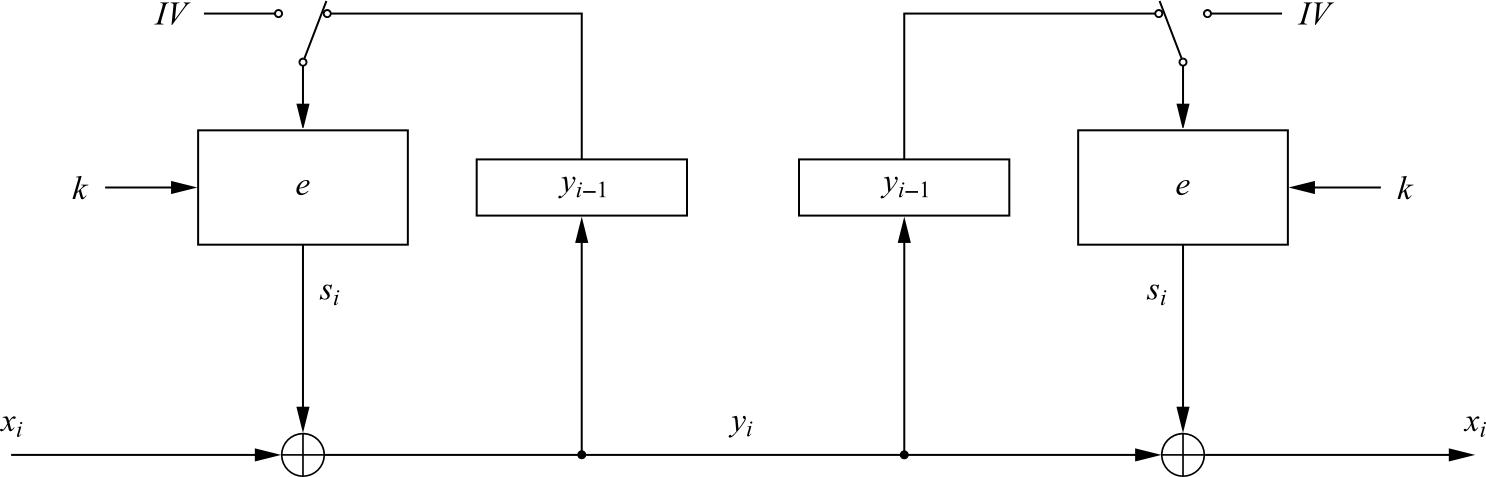 IV IV
k e y_{i−1} y_{i−1} e k
s_i s_i
x_i y_i x_i